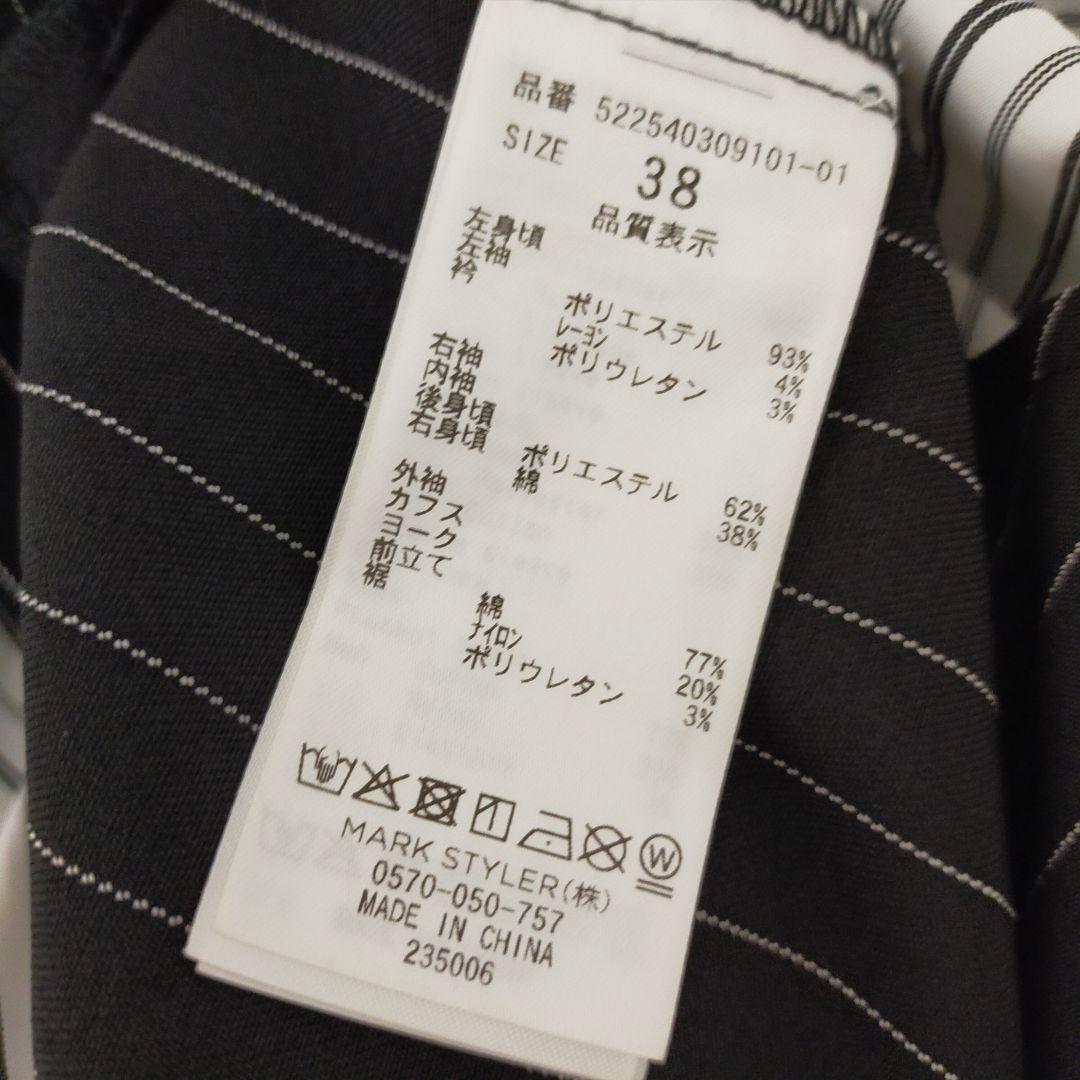 品番 522540309101-01
SIZE 38
品質表示
左身頃
左袖
衿
ポリエステル 93%
ﾚｰﾖﾝ 4%
ポリウレタン 3%
右袖
内袖
後身頃
右身頃
ポリエステル 62%
綿 38%
外袖
カフス
ヨーク
前立て
裾
綿 77%
ﾅｲﾛﾝ 20%
ポリウレタン 3%
W
MARK STYLER(株)
0570-050-757
MADE IN CHINA
235006